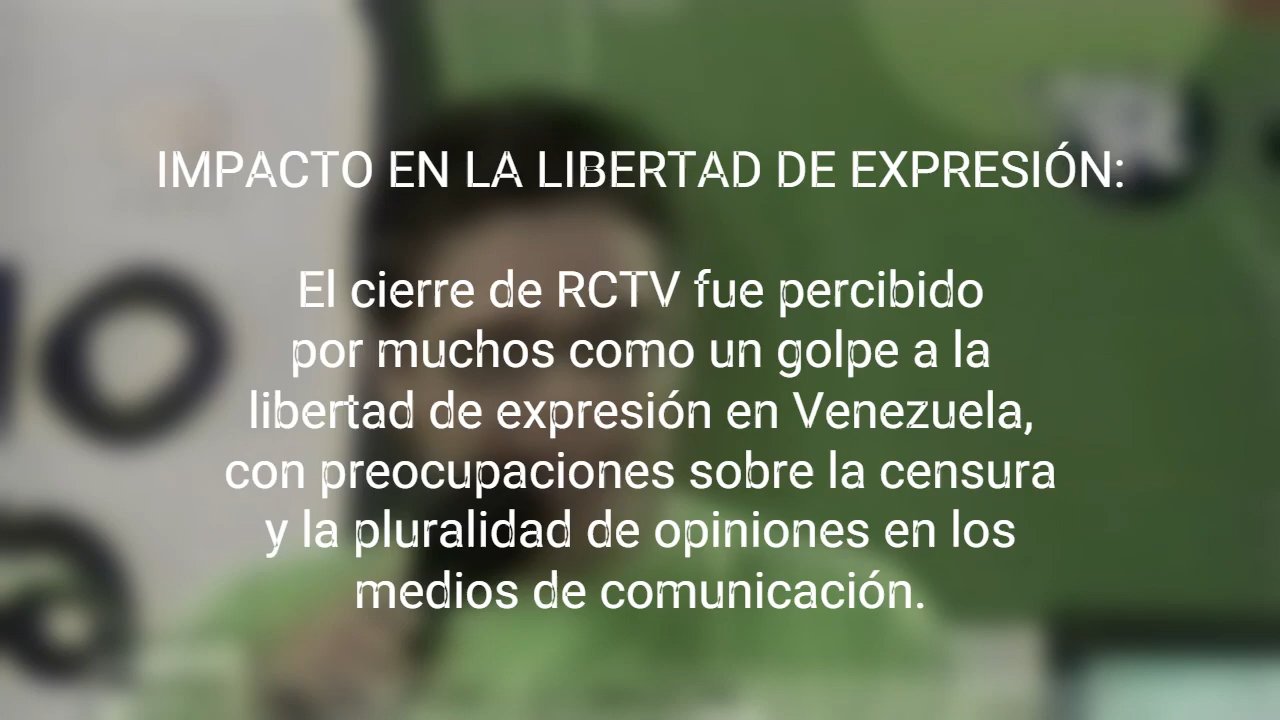 IMPACTO EN LA LIBERTAD DE EXPRESIÓN:
El cierre de RCTV fue percibido
por muchos como un golpe a la
libertad de expresión en Venezuela,
con preocupaciones sobre la censura
y la pluralidad de opiniones en los
medios de comunicación.